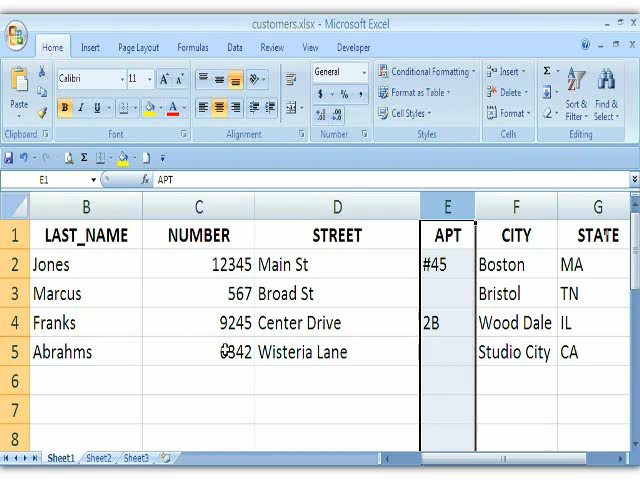 customers.xlsx - Microsoft Excel
Home Insert Page Layout Formulas Data Review View Developer
Calibri 11 A A General Conditional Formatting Insert Σ
Paste B I U A $ % , Format as Table Delete Sort & Filter Find & Select
Cell Styles Format
Clipboard Font Alignment Number Styles Cells Editing
E1 fx APT
B C D E F G
1 LAST_NAME NUMBER STREET APT CITY STATE
2 Jones 12345 Main St #45 Boston MA
3 Marcus 567 Broad St Bristol TN
4 Franks 9245 Center Drive 2B Wood Dale IL
5 Abrahms 6342 Wisteria Lane Studio City CA
6
7
8
Sheet1 Sheet2 Sheet3